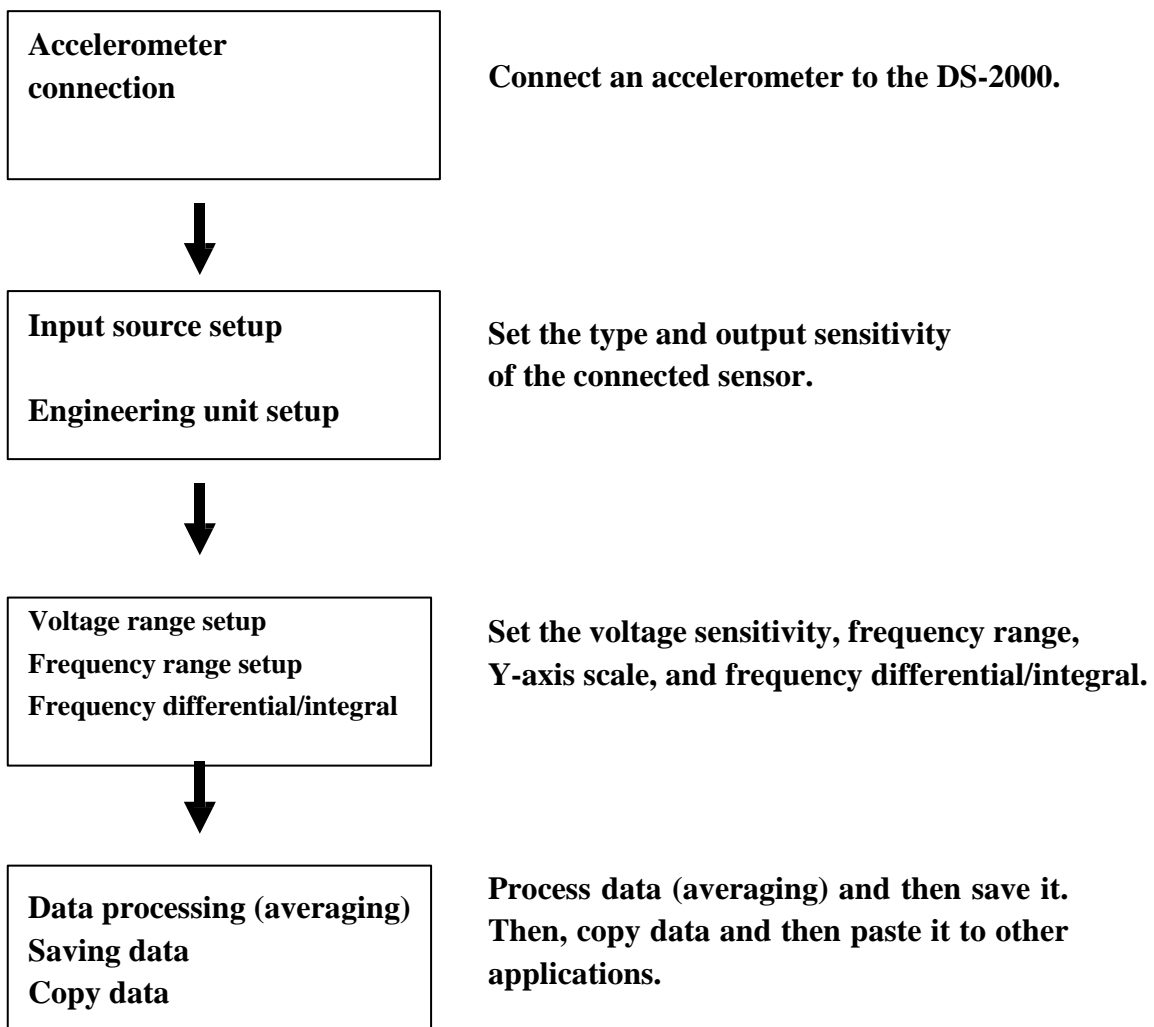 Accelerometer
connection
Connect an accelerometer to the DS-2000.
Input source setup
Engineering unit setup
Set the type and output sensitivity
of the connected sensor.
Voltage range setup
Frequency range setup
Frequency differential/integral
Set the voltage sensitivity, frequency range,
Y-axis scale, and frequency differential/integral.
Data processing (averaging)
Saving data
Copy data
Process data (averaging) and then save it.
Then, copy data and then paste it to other
applications.